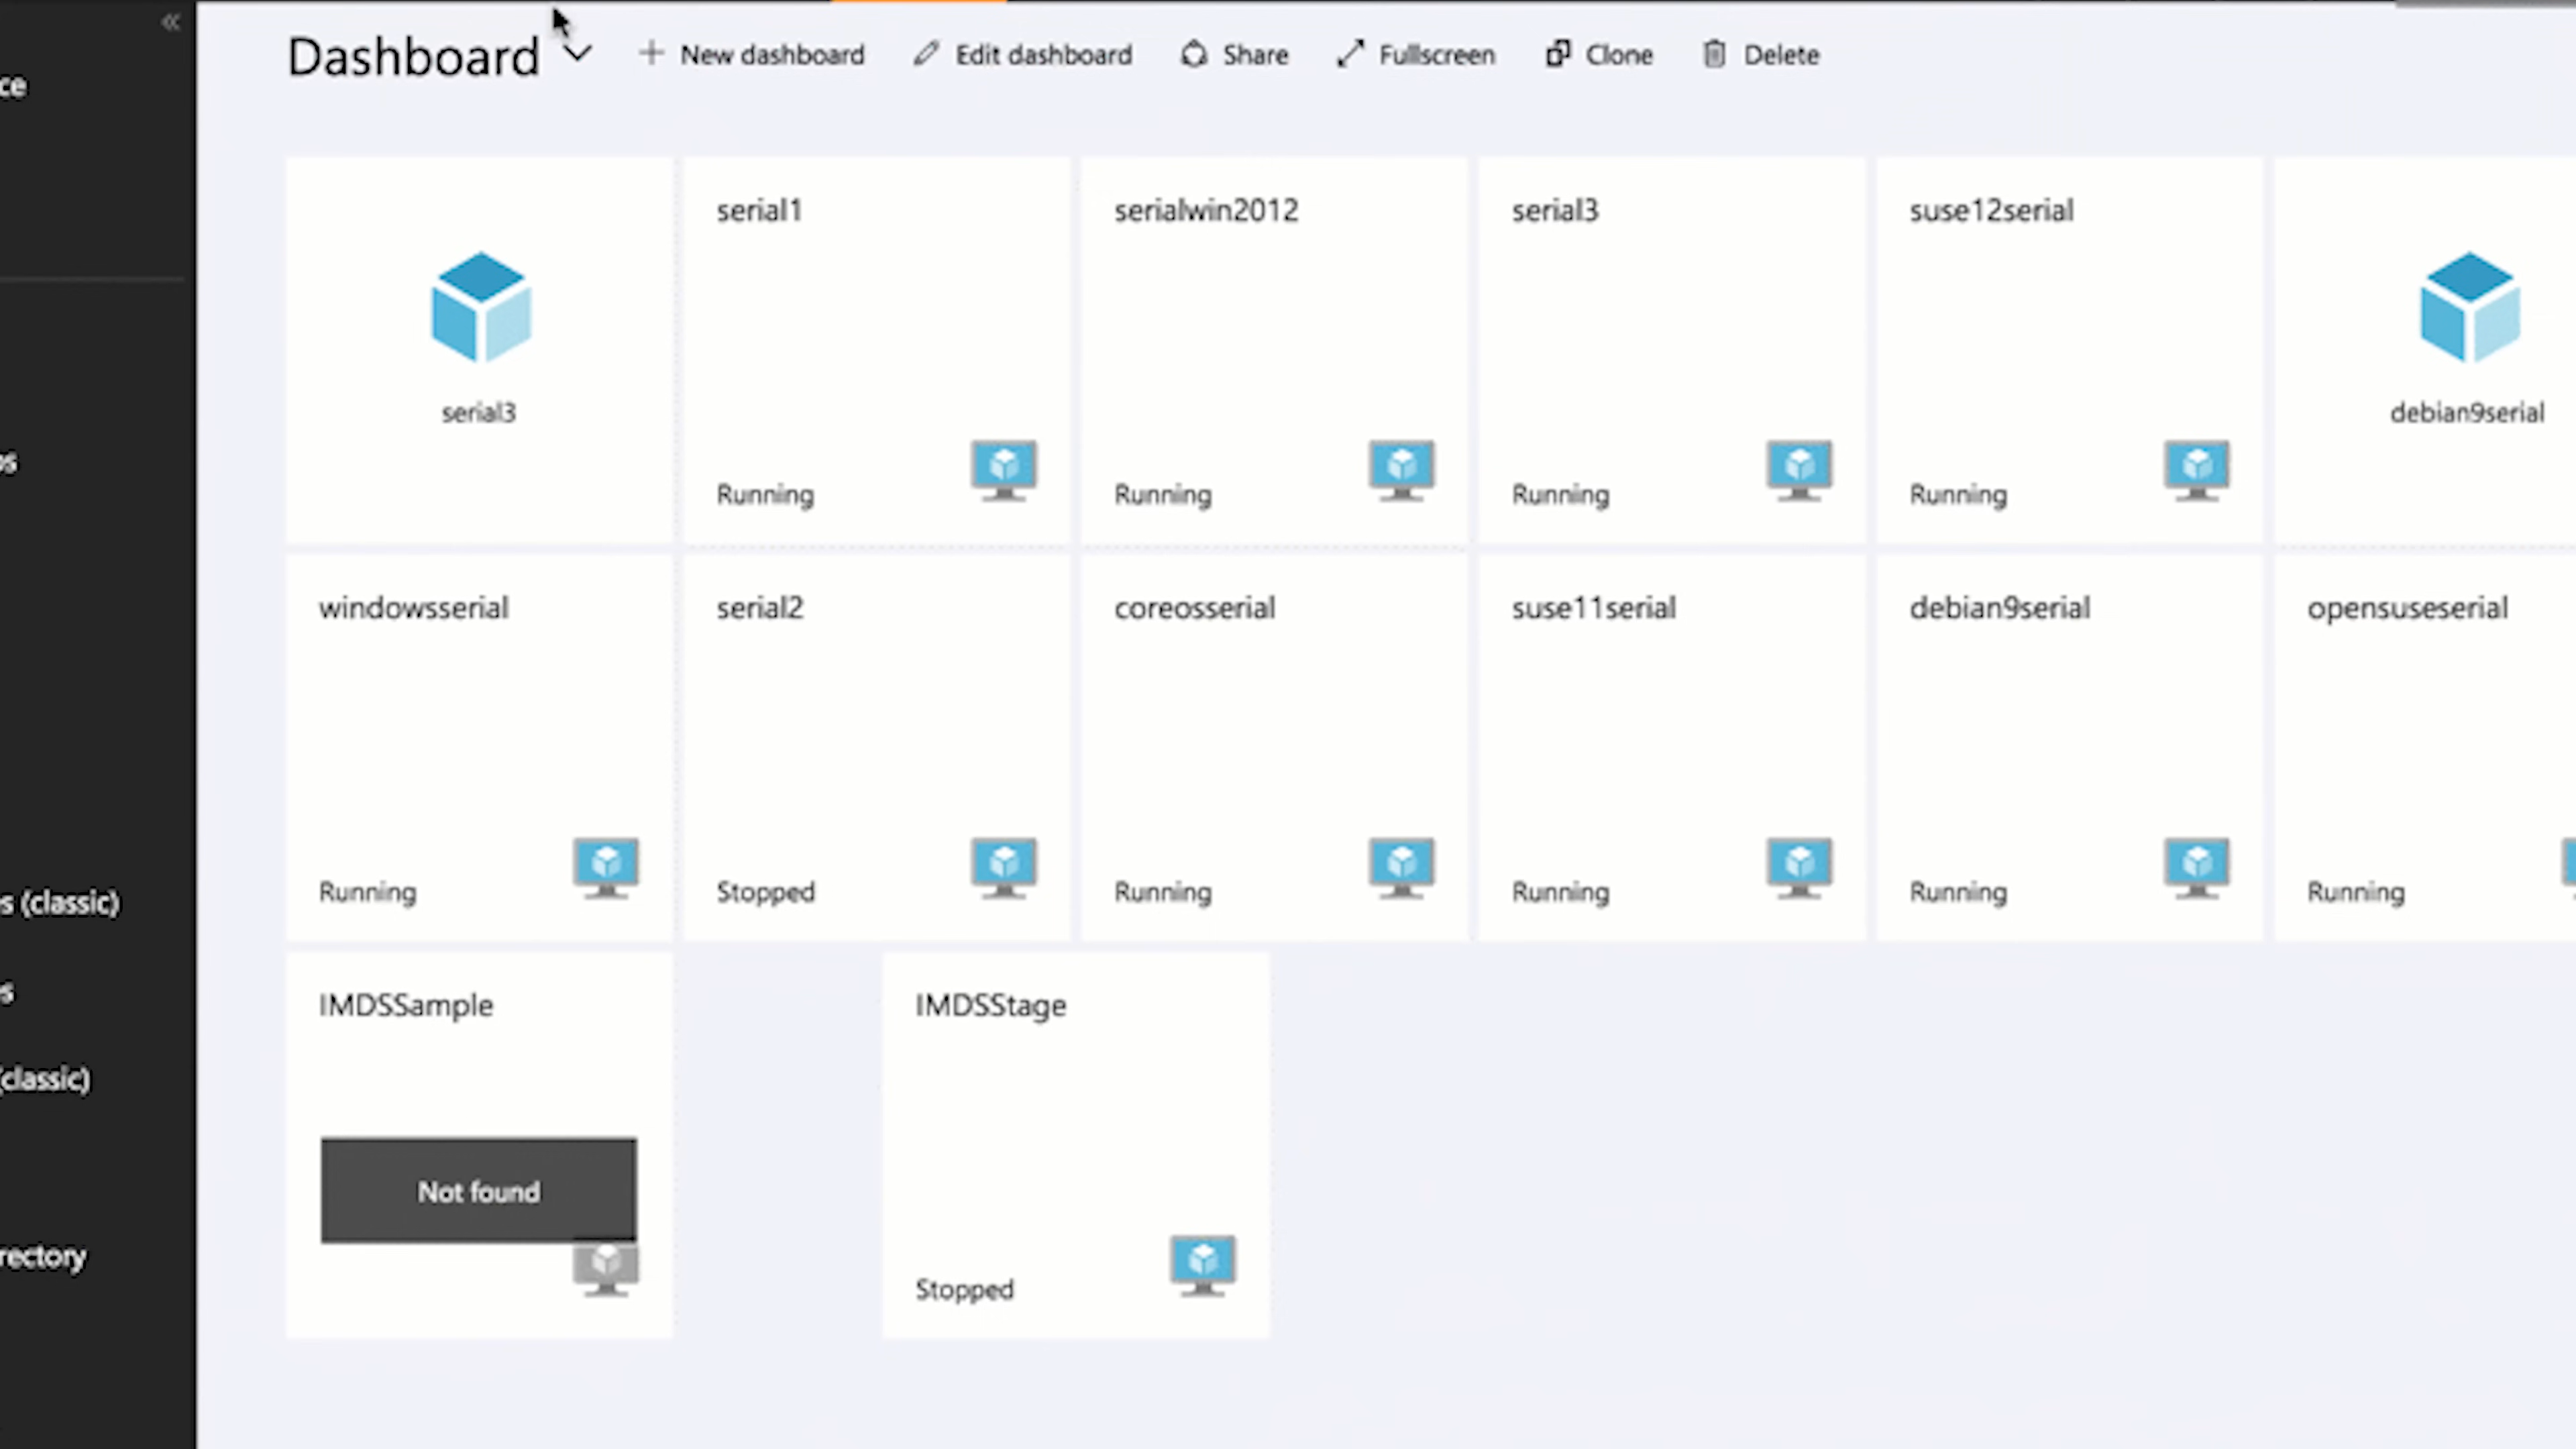 Dashboard
New dashboard
Edit dashboard
Share
Fullscreen
Clone
Delete
ce
os
s (classic)
s
(classic)
rectory
serial3
serial1
Running
serialwin2012
Running
serial3
Running
suse12serial
Running
debian9serial
windowsserial
Running
serial2
Stopped
coreosserial
Running
suse11serial
Running
debian9serial
Running
opensuseserial
Running
IMDSSample
Not found
IMDSStage
Stopped